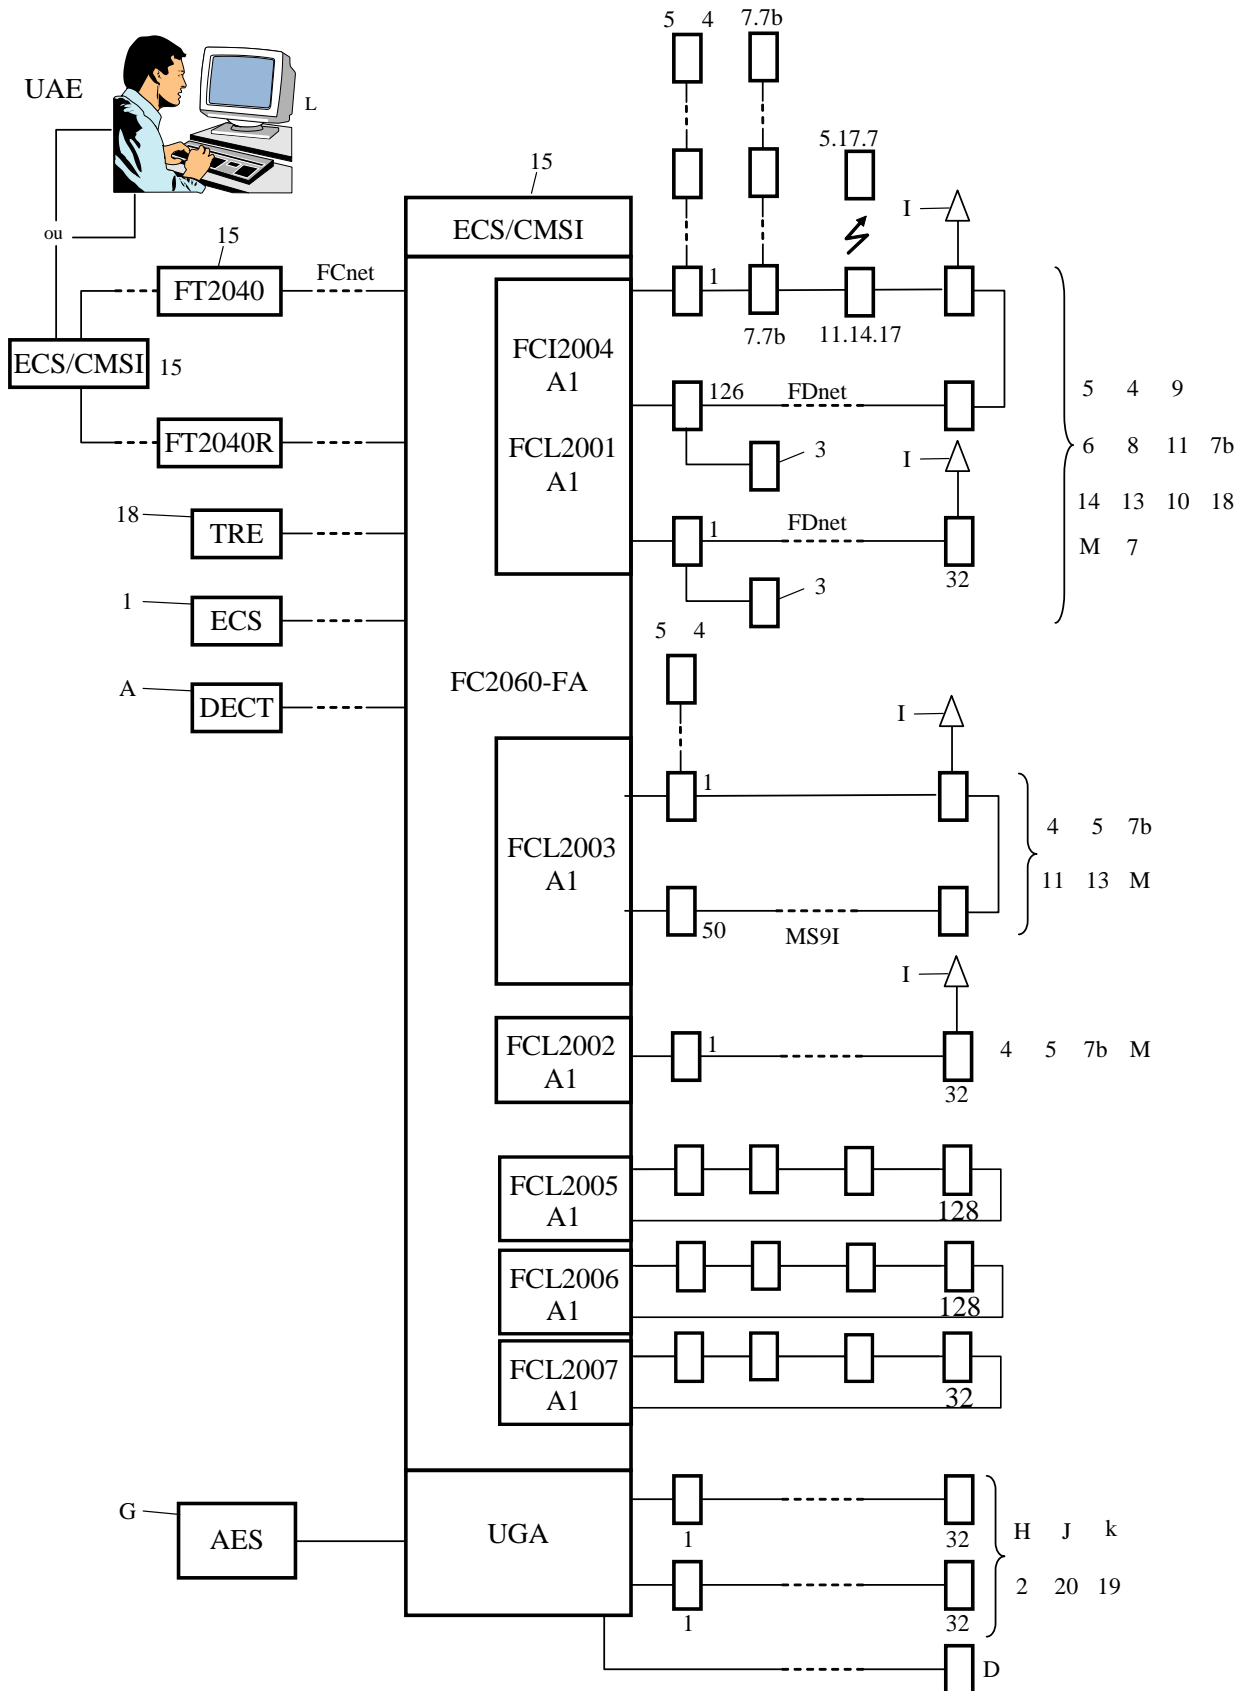 5 4 7.7b
UAE
L
5.17.7
15
I
ECS/CMSI
ou
15
FCnet
FT2040
1
7.7b
11.14.17
ECS/CMSI 15
FCI2004
A1
126 FDnet
5 4 9
FT2040R
FCL2001
A1
3
I
6 8 11 7b
14 13 10 18
18
TRE
1 FDnet
M 7
32
3
1
ECS
5 4
A
DECT
FC2060-FA
I
1
FCL2003
A1
4 5 7b
11 13 M
50 MS9I
I
FCL2002
A1
1
4 5 7b M
32
FCL2005
A1
128
FCL2006
A1
128
FCL2007
A1
32
G
AES
UGA
1 32
H J k
2 20 19
1 32
D